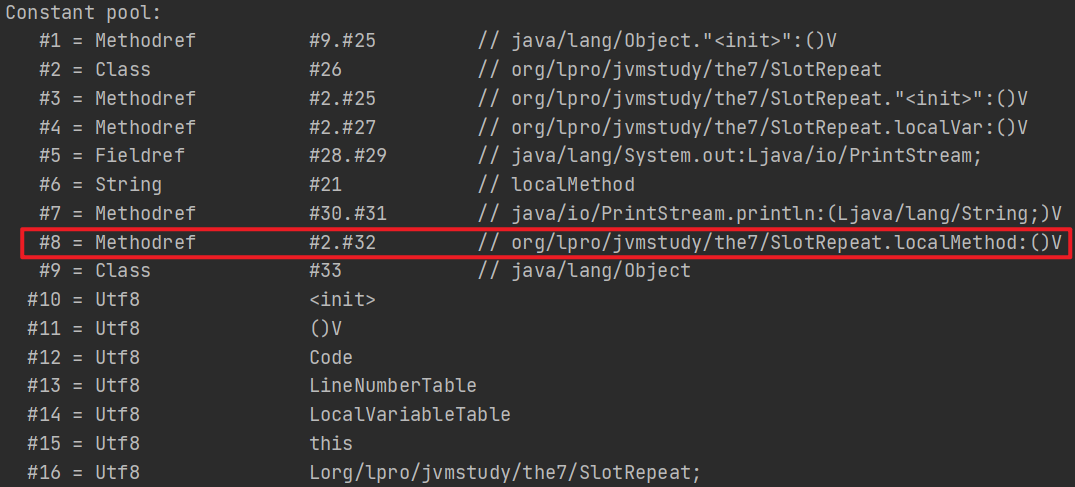 Constant pool:
#1 = Methodref #9.#25 // java/lang/Object."<init>":()V
#2 = Class #26 // org/lpro/jvmstudy/the7/SlotRepeat
#3 = Methodref #2.#25 // org/lpro/jvmstudy/the7/SlotRepeat."<init>":()V
#4 = Methodref #2.#27 // org/lpro/jvmstudy/the7/SlotRepeat.localVar:()V
#5 = Fieldref #28.#29 // java/lang/System.out:Ljava/io/PrintStream;
#6 = String #21 // localMethod
#7 = Methodref #30.#31 // java/io/PrintStream.println:(Ljava/lang/String;)V
#8 = Methodref #2.#32 // org/lpro/jvmstudy/the7/SlotRepeat.localMethod:()V
#9 = Class #33 // java/lang/Object
#10 = Utf8 <init>
#11 = Utf8 ()V
#12 = Utf8 Code
#13 = Utf8 LineNumberTable
#14 = Utf8 LocalVariableTable
#15 = Utf8 this
#16 = Utf8 Lorg/lpro/jvmstudy/the7/SlotRepeat;